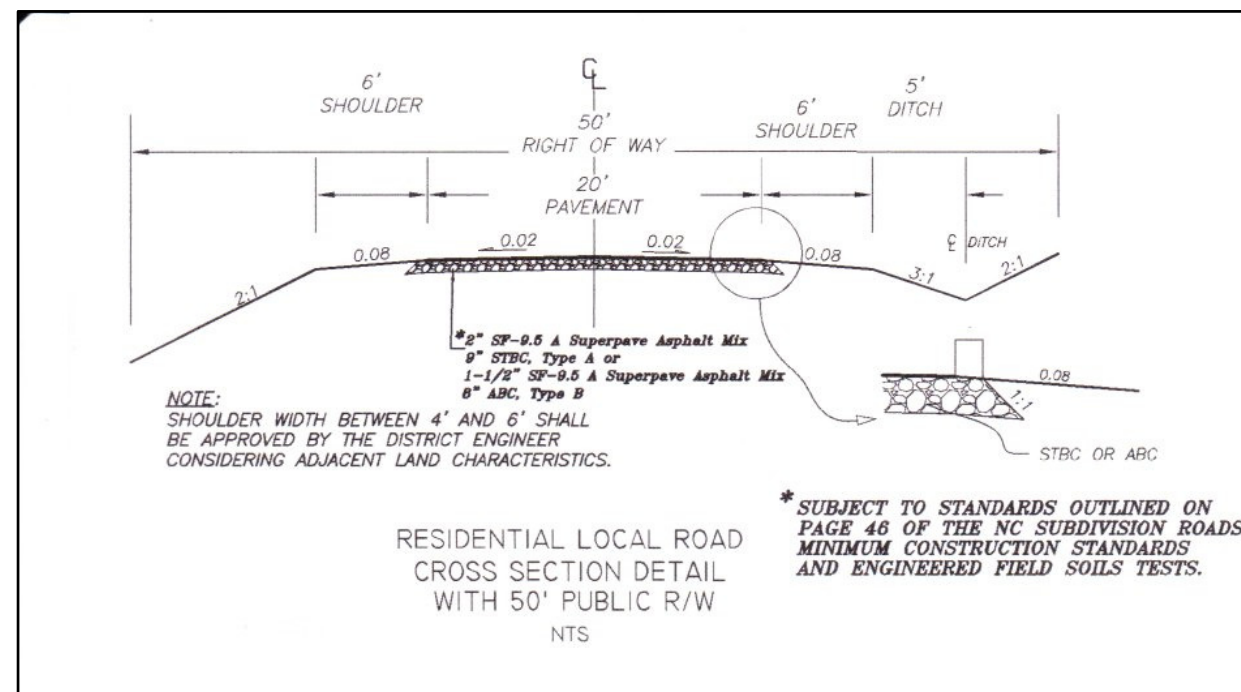 6'
SHOULDER
CL
50'
RIGHT OF WAY
6'
SHOULDER
5'
DITCH
20'
PAVEMENT
0.08
0.02
0.02
0.08
CL DITCH
2:1
3:1
2:1
*2" SF-9.5 A Superpave Asphalt Mix
9" STBC, Type A or
1-1/2" SF-9.5 A Superpave Asphalt Mix
8" ABC, Type B
NOTE:
SHOULDER WIDTH BETWEEN 4' AND 6' SHALL
BE APPROVED BY THE DISTRICT ENGINEER
CONSIDERING ADJACENT LAND CHARACTERISTICS.
0.08
1:1
STBC OR ABC
RESIDENTIAL LOCAL ROAD
CROSS SECTION DETAIL
WITH 50' PUBLIC R/W
NTS
* SUBJECT TO STANDARDS OUTLINED ON
PAGE 46 OF THE NC SUBDIVISION ROADS
MINIMUM CONSTRUCTION STANDARDS
AND ENGINEERED FIELD SOILS TESTS.